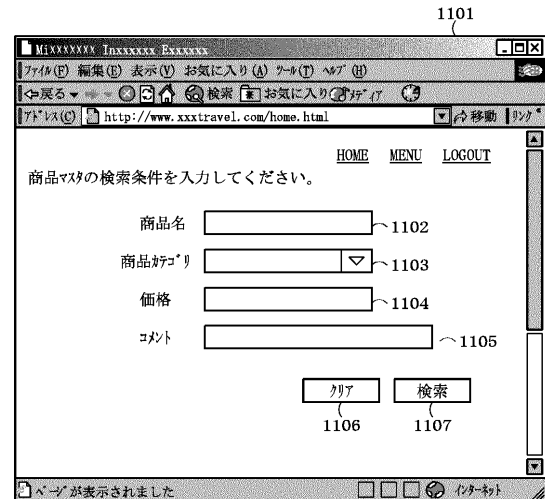 1101
Mixxxxxxx Inxxxxxx Exxxxxx
ﾌｧｲﾙ(F) 編集(E) 表示(V) お気に入り(A) ﾂｰﾙ(T) ﾍﾙﾌﾟ(H)
戻る 検索 お気に入り ﾒﾃﾞｨｱ
ｱﾄﾞﾚｽ(C) http://www.xxxtravel.com/home.html 移動 ﾘﾝｸ
HOME MENU LOGOUT
商品ﾏｽﾀの検索条件を入力してください。
商品名 1102
商品ｶﾃｺﾞﾘ 1103
価格 1104
ｺﾒﾝﾄ 1105
ｸﾘｱ 検索
1106 1107
ﾍﾟｰｼﾞが表示されました ｲﾝﾀｰﾈｯﾄ